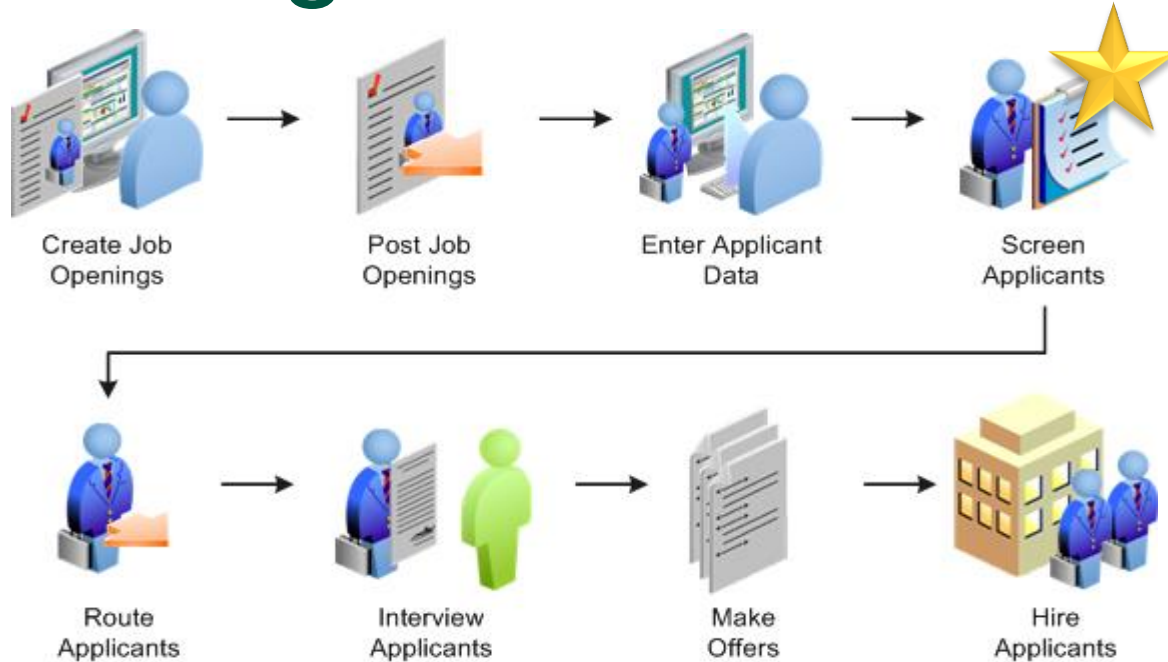 Create Job
Openings
Post Job
Openings
Enter Applicant
Data
Screen
Applicants
Route
Applicants
Interview
Applicants
Make
Offers
Hire
Applicants